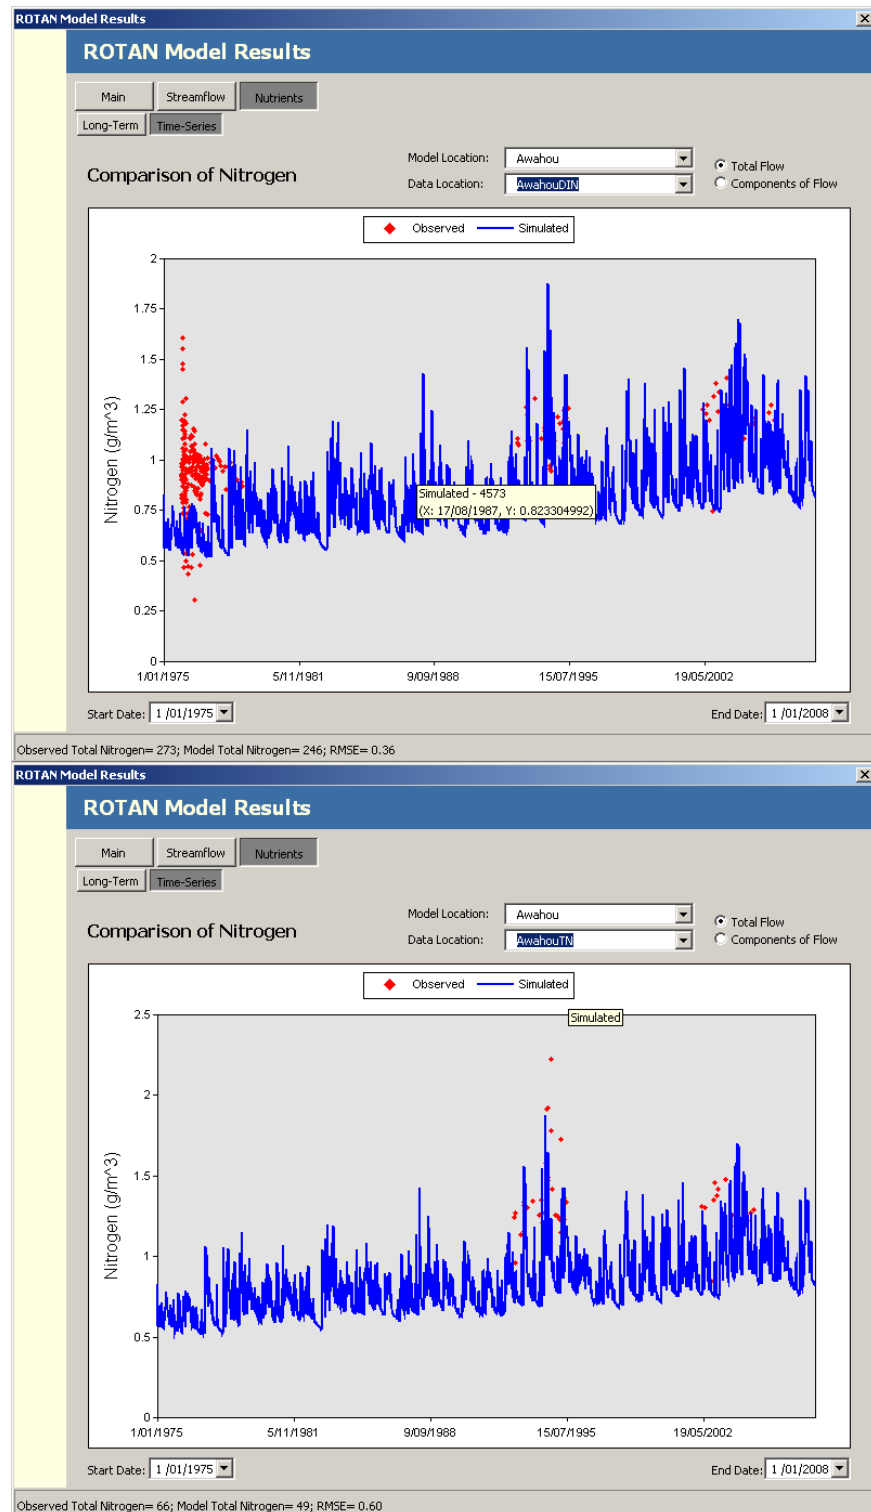 ROTAN Model Results
ROTAN Model Results
Main Streamflow Nutrients
Long-Term Time-Series
Comparison of Nitrogen
Model Location: Awahou
Data Location: AwahouDIN
Total Flow
Components of Flow
Observed Simulated
Nitrogen (g/m^3)
2
1.75
1.5
1.25
1
0.75
0.5
0.25
0
Simulated - 4573
(X: 17/08/1987, Y: 0.823304992)
1/01/1975 5/11/1981 9/09/1988 15/07/1995 19/05/2002
Start Date: 1 /01/1975 End Date: 1 /01/2008
Observed Total Nitrogen= 273; Model Total Nitrogen= 246; RMSE= 0.36
ROTAN Model Results
ROTAN Model Results
Main Streamflow Nutrients
Long-Term Time-Series
Comparison of Nitrogen
Model Location: Awahou
Data Location: AwahouTN
Total Flow
Components of Flow
Observed Simulated
Simulated
Nitrogen (g/m^3)
2.5
2
1.5
1
0.5
0
1/01/1975 5/11/1981 9/09/1988 15/07/1995 19/05/2002
Start Date: 1 /01/1975 End Date: 1 /01/2008
Observed Total Nitrogen= 66; Model Total Nitrogen= 49; RMSE= 0.60